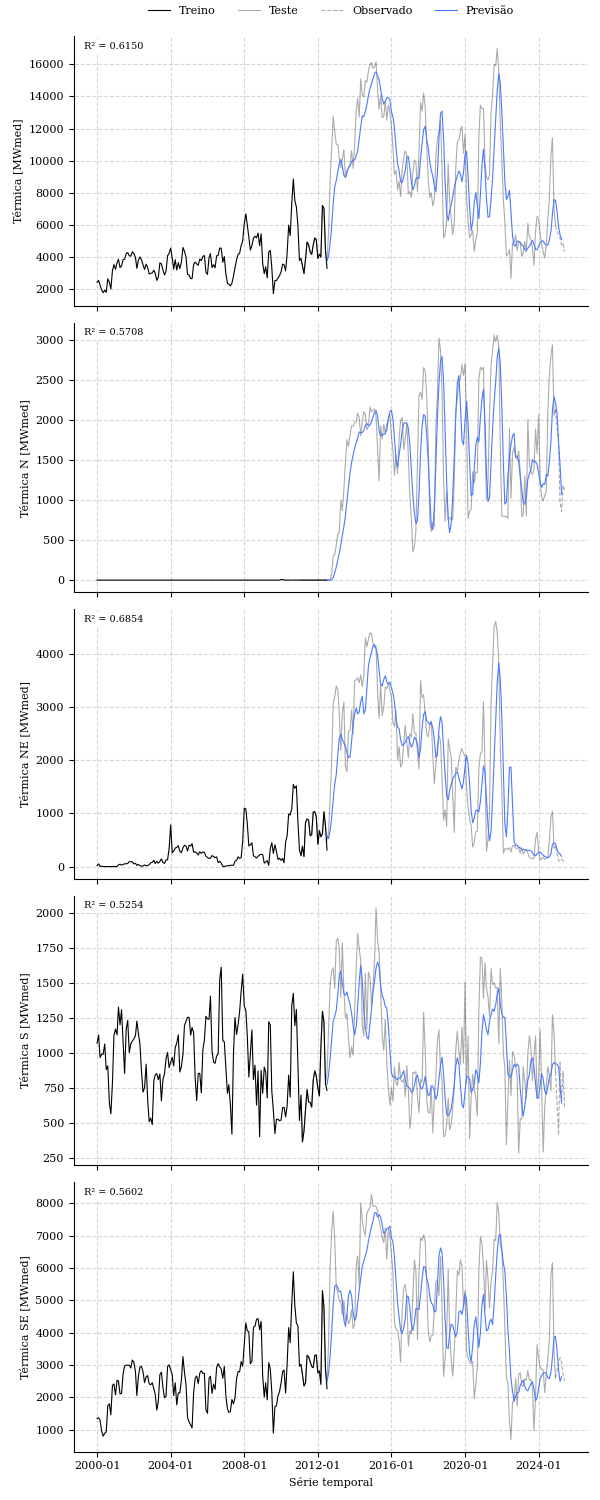 Treino Teste Observado Previsão
R² = 0.6150
Térmica [MWmed]
16000
14000
12000
10000
8000
6000
4000
2000
R² = 0.5708
Térmica N [MWmed]
3000
2500
2000
1500
1000
500
0
R² = 0.6854
Térmica NE [MWmed]
4000
3000
2000
1000
0
R² = 0.5254
Térmica S [MWmed]
2000
1750
1500
1250
1000
750
500
250
R² = 0.5602
Térmica SE [MWmed]
8000
7000
6000
5000
4000
3000
2000
1000
2000-01 2004-01 2008-01 2012-01 2016-01 2020-01 2024-01
Série temporal